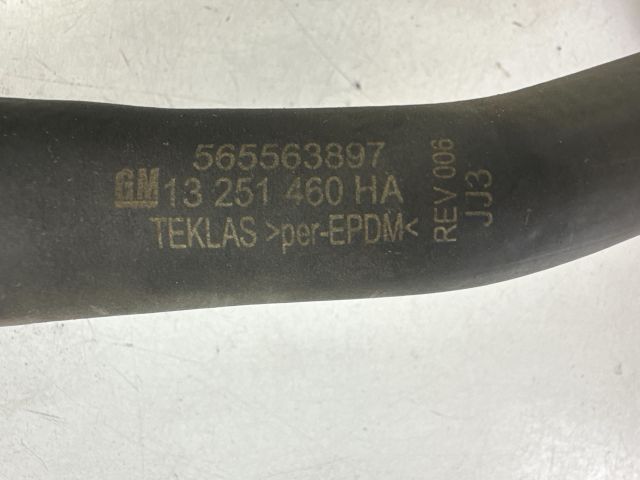 565563897
GM 13 251 460 HA
TEKLAS >per-EPDM<
REV 006
JJ3